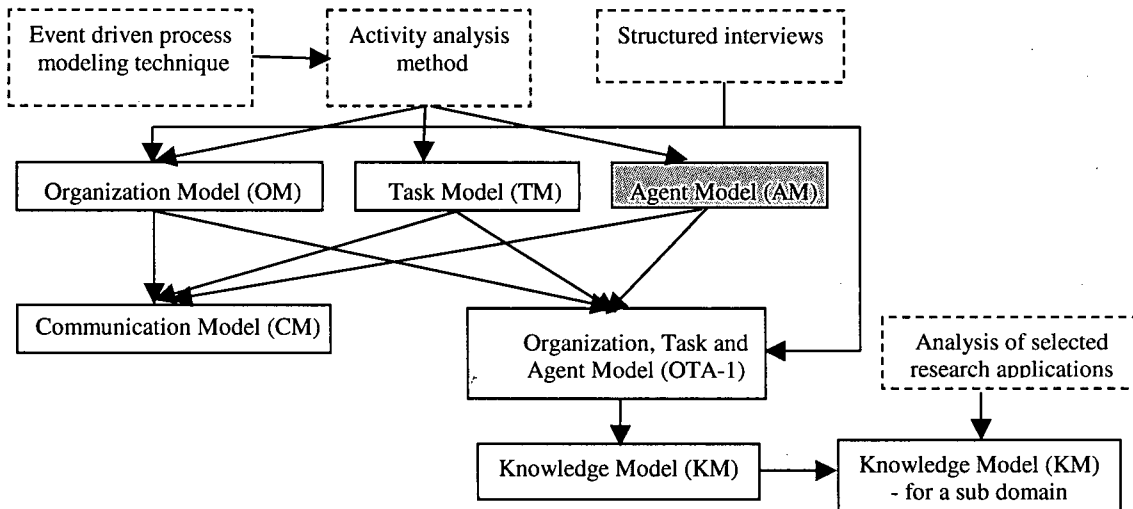 Event driven process
modeling technique
Activity analysis
method
Structured interviews
Organization Model (OM)
Task Model (TM)
Agent Model (AM)
Communication Model (CM)
Organization, Task and
Agent Model (OTA-1)
Analysis of selected
research applications
Knowledge Model (KM)
Knowledge Model (KM)
- for a sub domain